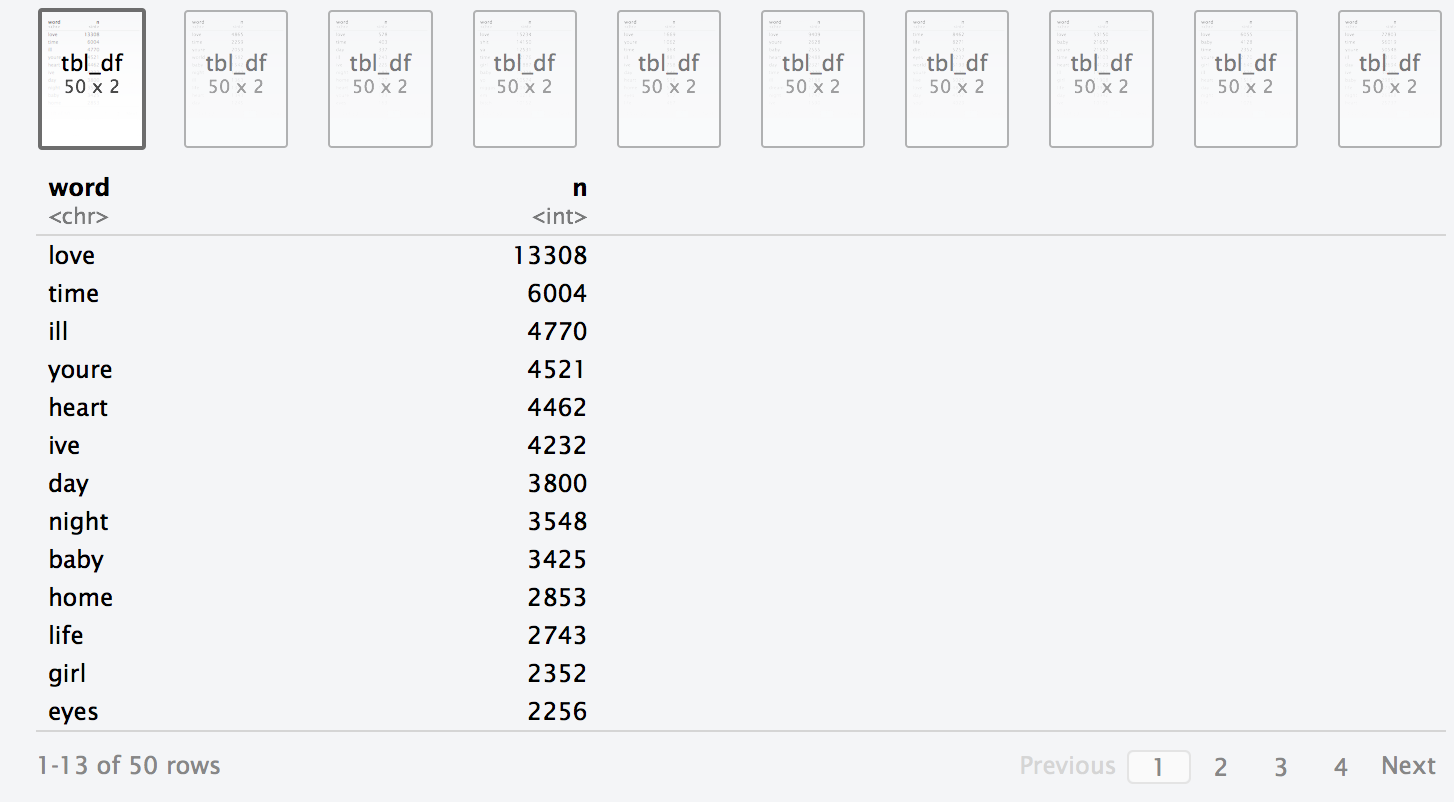 tbl_df tbl_df tbl_df tbl_df tbl_df tbl_df tbl_df tbl_df tbl_df tbl_df
50 x 2 50 x 2 50 x 2 50 x 2 50 x 2 50 x 2 50 x 2 50 x 2 50 x 2 50 x 2
word n
<chr> <int>
love 13308
time 6004
ill 4770
youre 4521
heart 4462
ive 4232
day 3800
night 3548
baby 3425
home 2853
life 2743
girl 2352
eyes 2256
1-13 of 50 rows Previous 1 2 3 4 Next